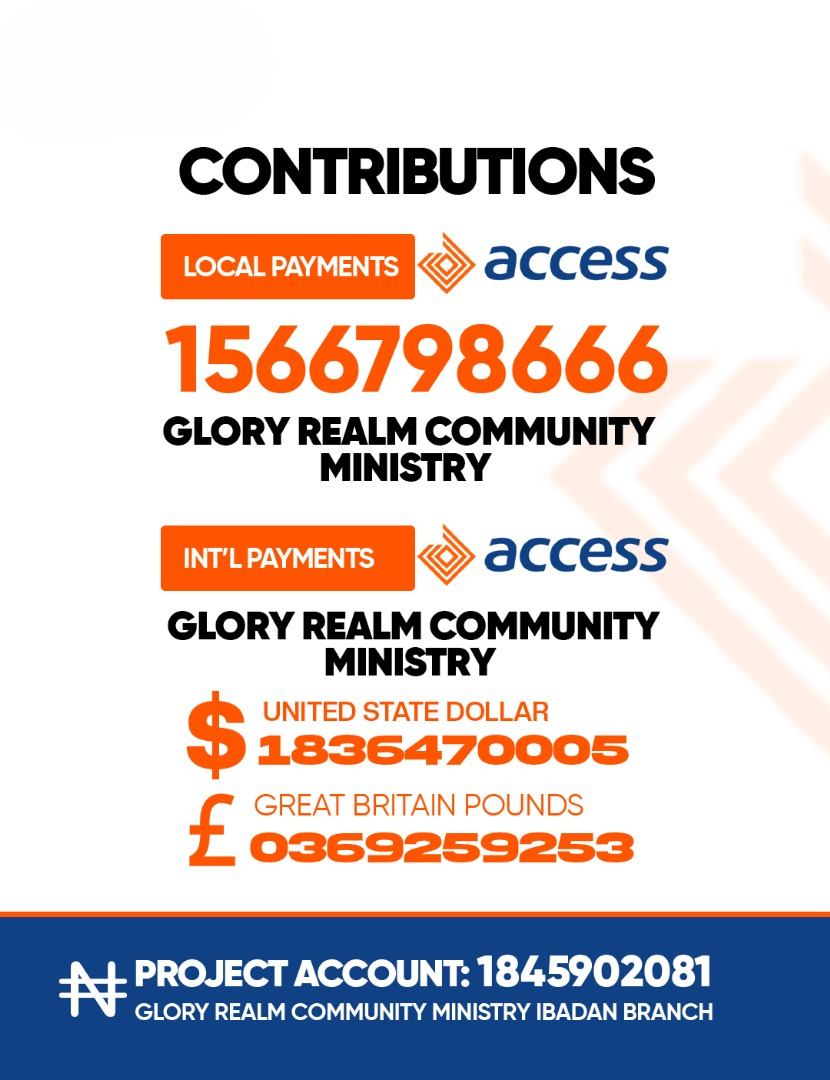 CONTRIBUTIONS
LOCAL PAYMENTS
access
1566798666
GLORY REALM COMMUNITY
MINISTRY
INT'L PAYMENTS
access
GLORY REALM COMMUNITY
MINISTRY
$ UNITED STATE DOLLAR
1836470005
£ GREAT BRITAIN POUNDS
0369259253
₦ PROJECT ACCOUNT: 1845902081
GLORY REALM COMMUNITY MINISTRY IBADAN BRANCH